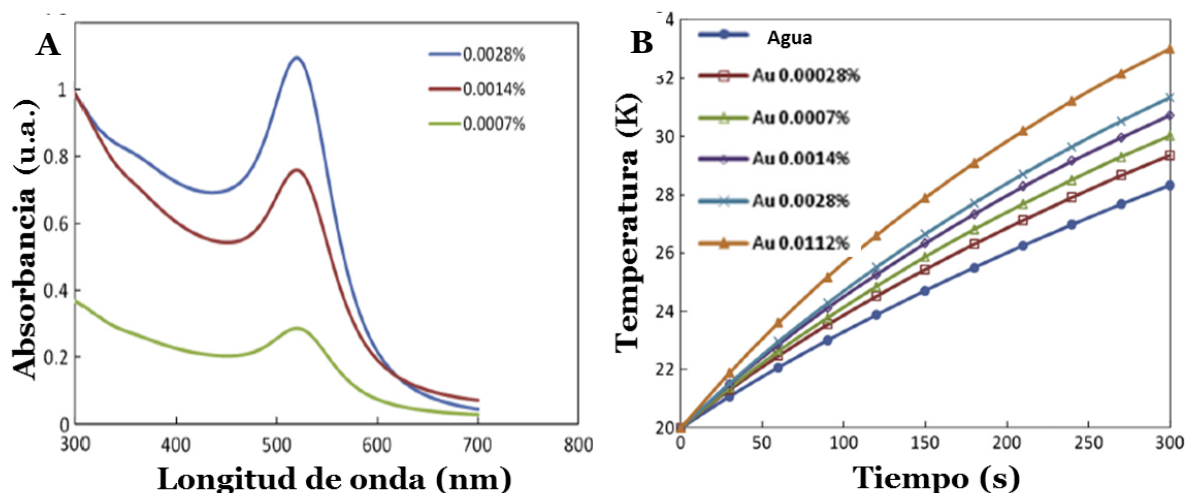 A
0.0028%
0.0014%
0.0007%
Absorbancia (u.a.)
1
0.8
0.6
0.4
0.2
0
300 400 500 600 700 800
Longitud de onda (nm)
B
Agua
Au 0.00028%
Au 0.0007%
Au 0.0014%
Au 0.0028%
Au 0.0112%
Temperatura (K)
4
32
30
28
26
24
22
20
0 50 100 150 200 250 300
Tiempo (s)